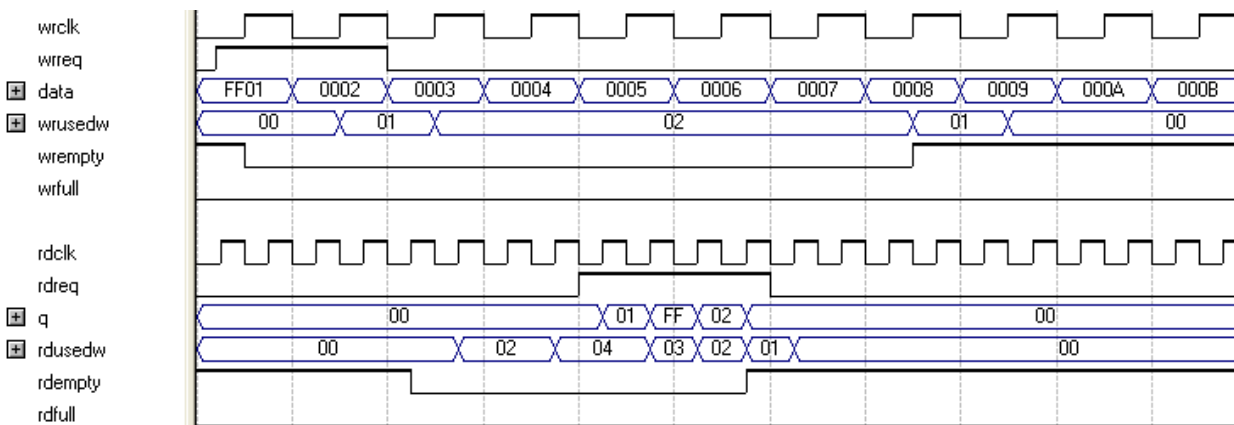 wrclk
wrreq
data FF01 0002 0003 0004 0005 0006 0007 0008 0009 000A 000B
wrusedw 00 01 02 01 00
wrempty
wrfull
rdclk
rdreq
q 00 01 FF 02 00
rdusedw 00 02 04 03 02 01 00
rdempty
rdfull